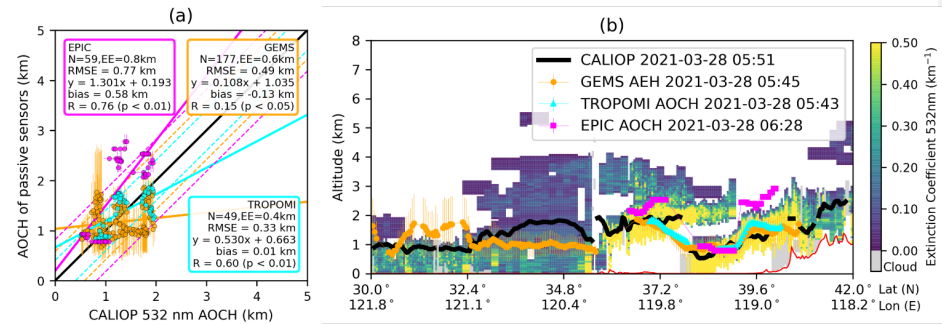 (a)
AOCH of passive sensors (km)
5
4
3
2
1
0
EPIC
N=59,EE=0.8km
RMSE = 0.77 km
y = 1.301x + 0.193
bias = 0.58 km
R = 0.76 (p < 0.01)
GEMS
N=177,EE=0.6km
RMSE = 0.49 km
y = 0.108x + 1.035
bias = -0.13 km
R = 0.15 (p < 0.05)
TROPOMI
N=49,EE=0.4km
RMSE = 0.33 km
y = 0.530x + 0.663
bias = 0.01 km
R = 0.60 (p < 0.01)
0 1 2 3 4 5
CALIOP 532 nm AOCH (km)
(b)
Altitude (km)
8
7
6
5
4
3
2
1
0
CALIOP 2021-03-28 05:51
GEMS AEH 2021-03-28 05:45
TROPOMI AOCH 2021-03-28 05:43
EPIC AOCH 2021-03-28 06:28
30.0° 32.4° 34.8° 37.2° 39.6° 42.0° Lat (N)
121.8° 121.1° 120.4° 119.8° 119.6° 118.2° Lon (E)
0.50
0.40
0.30
0.20
0.10
0.00
Cloud
Extinction Coefficient 532nm (km⁻¹)